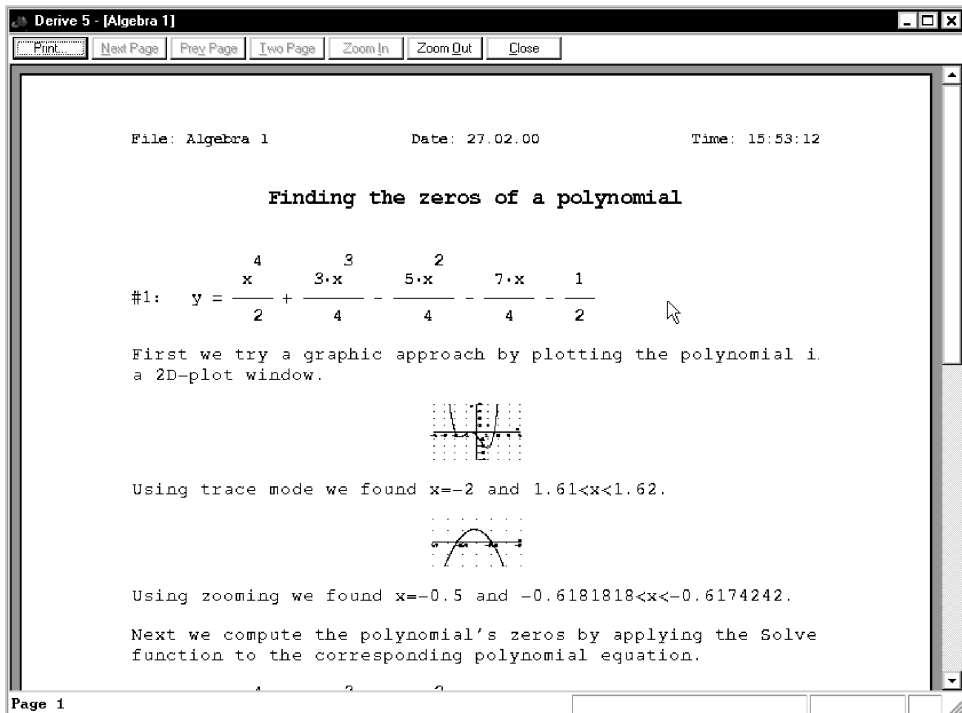 Derive 5 - [Algebra 1]
Print... Next Page Prev Page Two Page Zoom In Zoom Out Close
File: Algebra 1 Date: 27.02.00 Time: 15:53:12
Finding the zeros of a polynomial
4 3 2
x 3·x 5·x 7·x 1
#1: y = ―― + ―― - ―― - ―― - ――
2 4 4 4 2
First we try a graphic approach by plotting the polynomial i
a 2D-plot window.
Using trace mode we found x=-2 and 1.61<x<1.62.
Using zooming we found x=-0.5 and -0.6181818<x<-0.6174242.
Next we compute the polynomial's zeros by applying the Solve
function to the corresponding polynomial equation.
4 3 2
Page 1